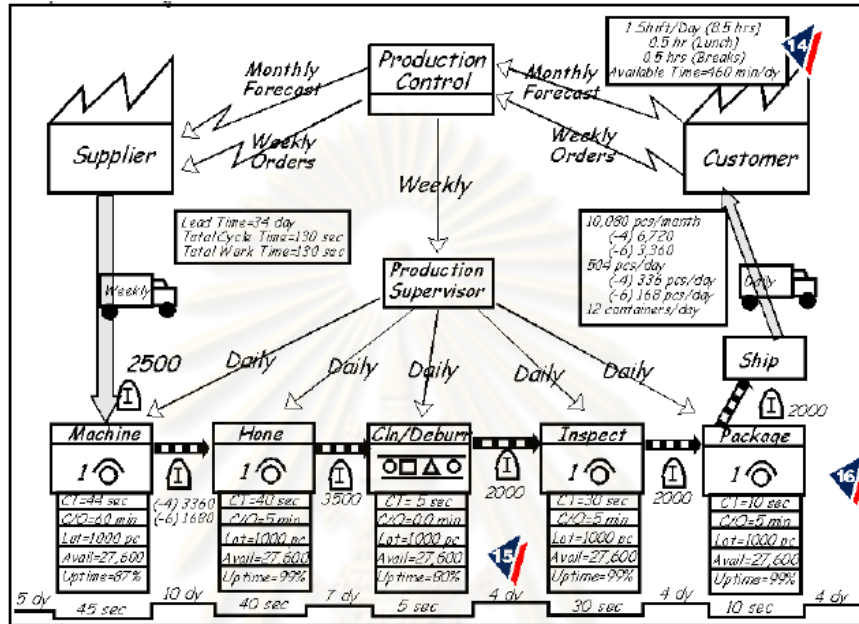 1 Shift/Day (8.5 hrs)
0.5 hr (Lunch)
0.5 hrs (Breaks)
Available Time=460 min/dy
14
Production
Control
Monthly
Forecast
Monthly
Forecast
Supplier
Weekly
Orders
Weekly
Orders
Customer
Weekly
Lead Time=34 day
Total Cycle Time=130 sec
Total Work Time=130 sec
10,080 pcs/month
(-4) 6,720
(-6) 3,360
504 pcs/day
(-4) 336 pcs/day
(-6) 168 pcs/day
12 containers/day
Weekly
Production
Supervisor
Daily
Daily
Daily
Daily
Daily
Daily
Ship
2500
I
I
2000
Machine
1
Hone
1
Cln/Deburr
Inspect
1
Package
1
I
(-4) 3360
(-6) 1680
I
3500
I
2000
I
2000
16
CT=44 sec
C/O=60 min
Lot=1000 pc
Avail=27,600
Uptime=87%
CT=40 sec
C/O=5 min
Lot=1000 pc
Avail=27,600
Uptime=99%
CT= 5 sec
C/O=0.0 min
Lot=1000 pc
Avail=27,600
Uptime=80%
15
CT=30 sec
C/O=5 min
Lot=1000 pc
Avail=27,600
Uptime=99%
CT=10 sec
C/O=5 min
Lot=1000 pc
Avail=27,600
Uptime=99%
5 dy
45 sec
10 dy
40 sec
7 dy
5 sec
4 dy
30 sec
4 dy
10 sec
4 dy